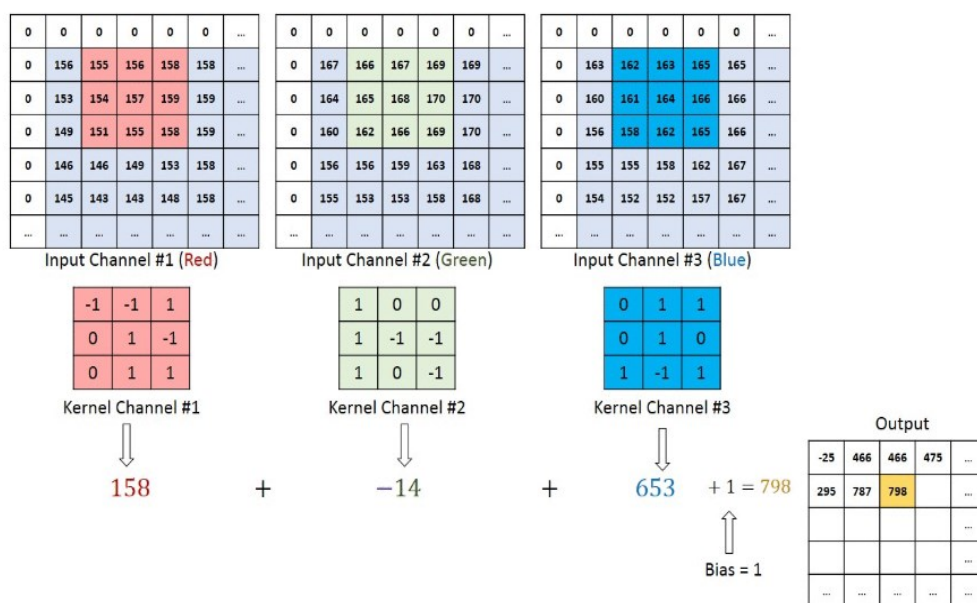 0 0 0 0 0 0 ...
0 156 155 156 158 158 ...
0 153 154 157 159 159 ...
0 149 151 155 158 159 ...
0 146 146 149 153 158 ...
0 145 143 143 148 158 ...
... ... ... ... ... ... ...
Input Channel #1 (Red)
0 0 0 0 0 0 ...
0 167 166 167 169 169 ...
0 164 165 168 170 170 ...
0 160 162 166 169 170 ...
0 156 156 159 163 168 ...
0 155 153 153 158 168 ...
... ... ... ... ... ... ...
Input Channel #2 (Green)
0 0 0 0 0 0 ...
0 163 162 163 165 165 ...
0 160 161 164 166 166 ...
0 156 158 162 165 166 ...
0 155 155 158 162 167 ...
0 154 152 152 157 167 ...
... ... ... ... ... ... ...
Input Channel #3 (Blue)
-1 -1 1
0 1 -1
0 1 1
Kernel Channel #1
1 0 0
1 -1 -1
1 0 -1
Kernel Channel #2
0 1 1
0 1 0
1 -1 1
Kernel Channel #3
158 + −14 + 653 + 1 = 798
Bias = 1
Output
-25 466 466 475 ...
295 787 798 ...
...
...
... ... ... ... ...